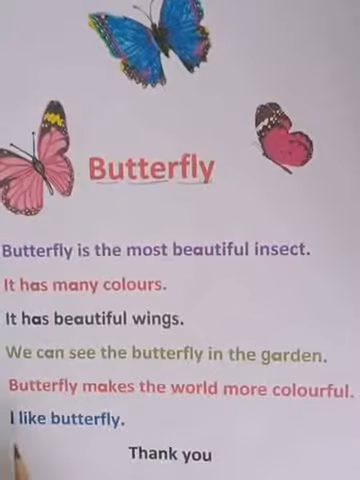 Butterfly
Butterfly is the most beautiful insect.
It has many colours.
It has beautiful wings.
We can see the butterfly in the garden.
Butterfly makes the world more colourful.
I like butterfly.
Thank you